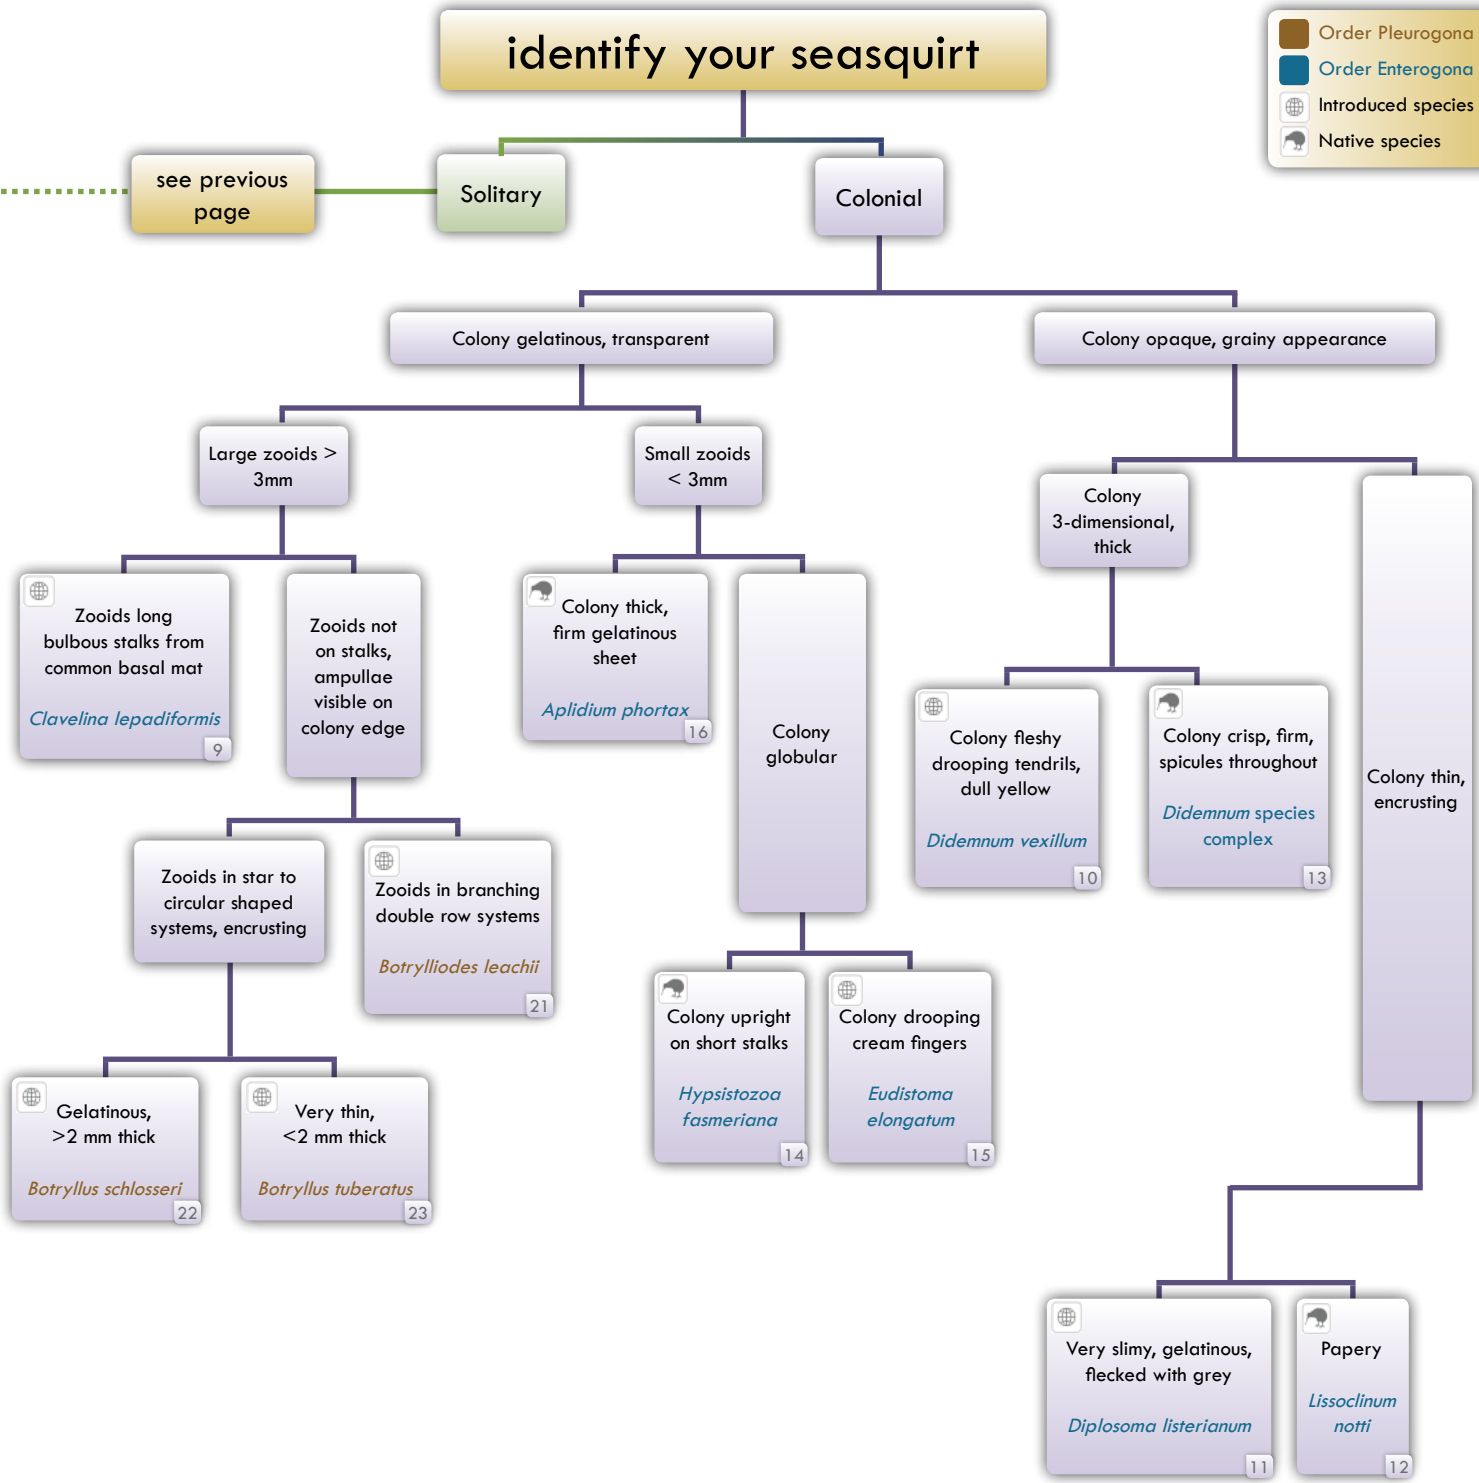 identify your seasquirt
Order Pleurogona
Order Enterogona
Introduced species
Native species
see previous
page
Solitary
Colonial
Colony gelatinous, transparent
Colony opaque, grainy appearance
Large zooids >
3mm
Small zooids
< 3mm
Colony
3-dimensional,
thick
Colony thin,
encrusting
Zooids long
bulbous stalks from
common basal mat
Clavelina lepadiformis
9
Zooids not
on stalks,
ampullae
visible on
colony edge
Colony thick,
firm gelatinous
sheet
Aplidium phortax
16
Colony
globular
Colony fleshy
drooping tendrils,
dull yellow
Didemnum vexillum
10
Colony crisp, firm,
spicules throughout
Didemnum species
complex
13
Zooids in star to
circular shaped
systems, encrusting
Zooids in branching
double row systems
Botrylliodes leachii
21
Colony upright
on short stalks
Hypsistozoa
fasmeriana
14
Colony drooping
cream fingers
Eudistoma
elongatum
15
Gelatinous,
>2 mm thick
Botryllus schlosseri
22
Very thin,
<2 mm thick
Botryllus tuberatus
23
Very slimy, gelatinous,
flecked with grey
Diplosoma listerianum
11
Papery
Lissoclinum
notti
12